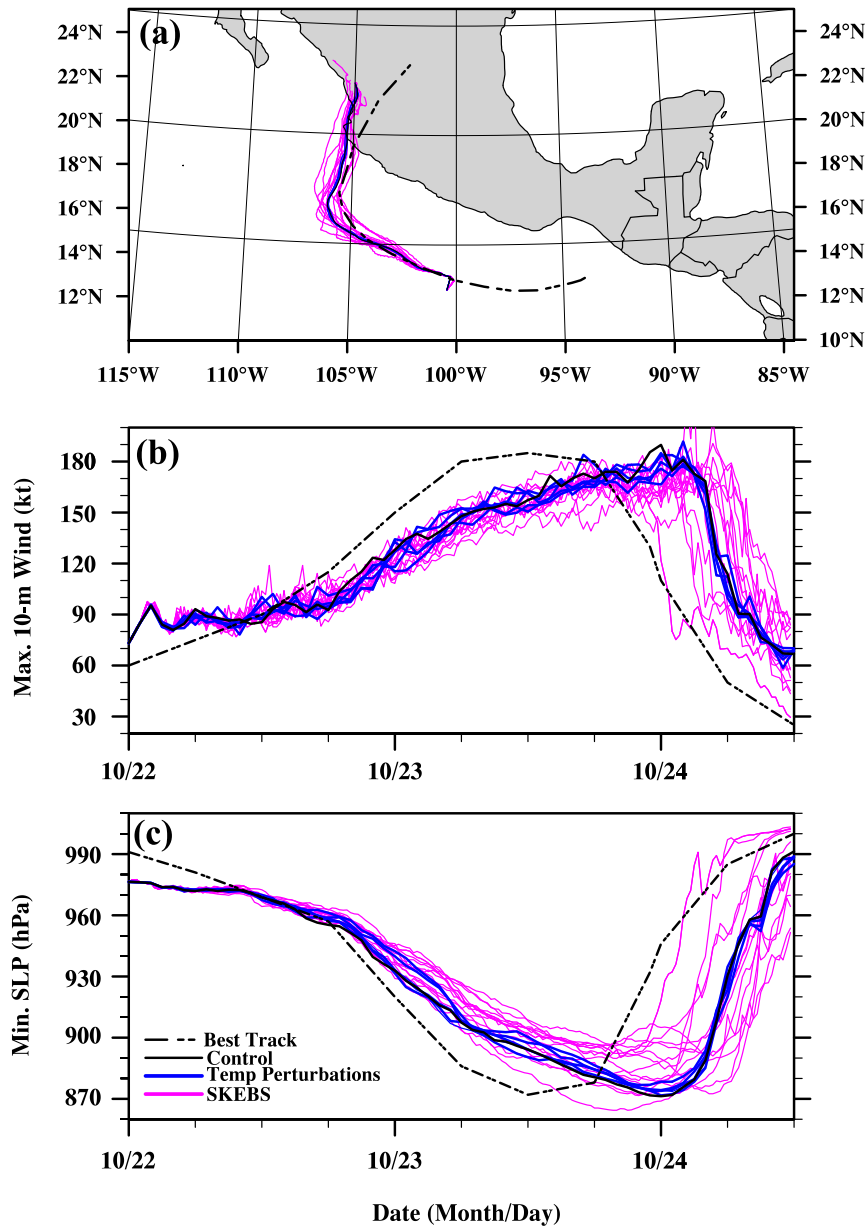 (a)
24°N 24°N
22°N 22°N
20°N 20°N
18°N 18°N
16°N 16°N
14°N 14°N
12°N 12°N
10°N
115°W 110°W 105°W 100°W 95°W 90°W 85°W
(b)
Max. 10-m Wind (kt)
180
150
120
90
60
30
10/22 10/23 10/24
(c)
Min. SLP (hPa)
990
960
930
900
870
Best Track
Control
Temp Perturbations
SKEBS
10/22 10/23 10/24
Date (Month/Day)